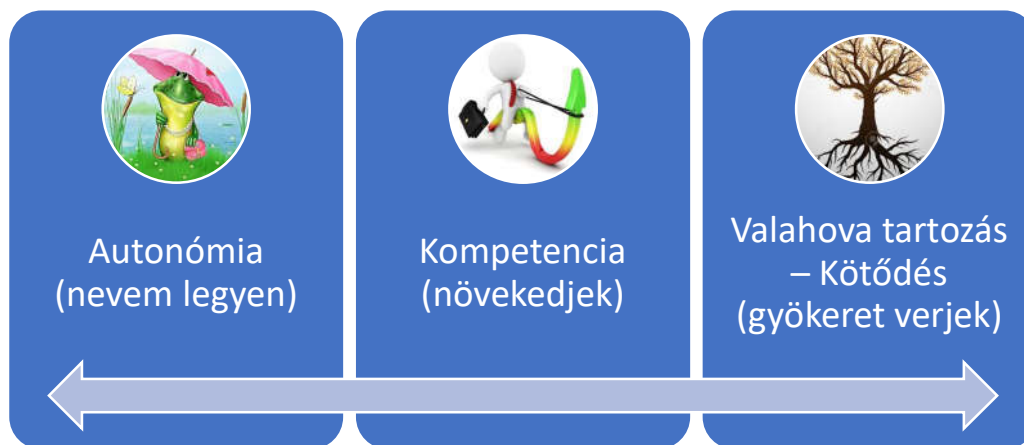 Autonómia
(nevem legyen)
Kompetencia
(növekedjek)
Valahova tartozás
– Kötődés
(gyökeret verjek)